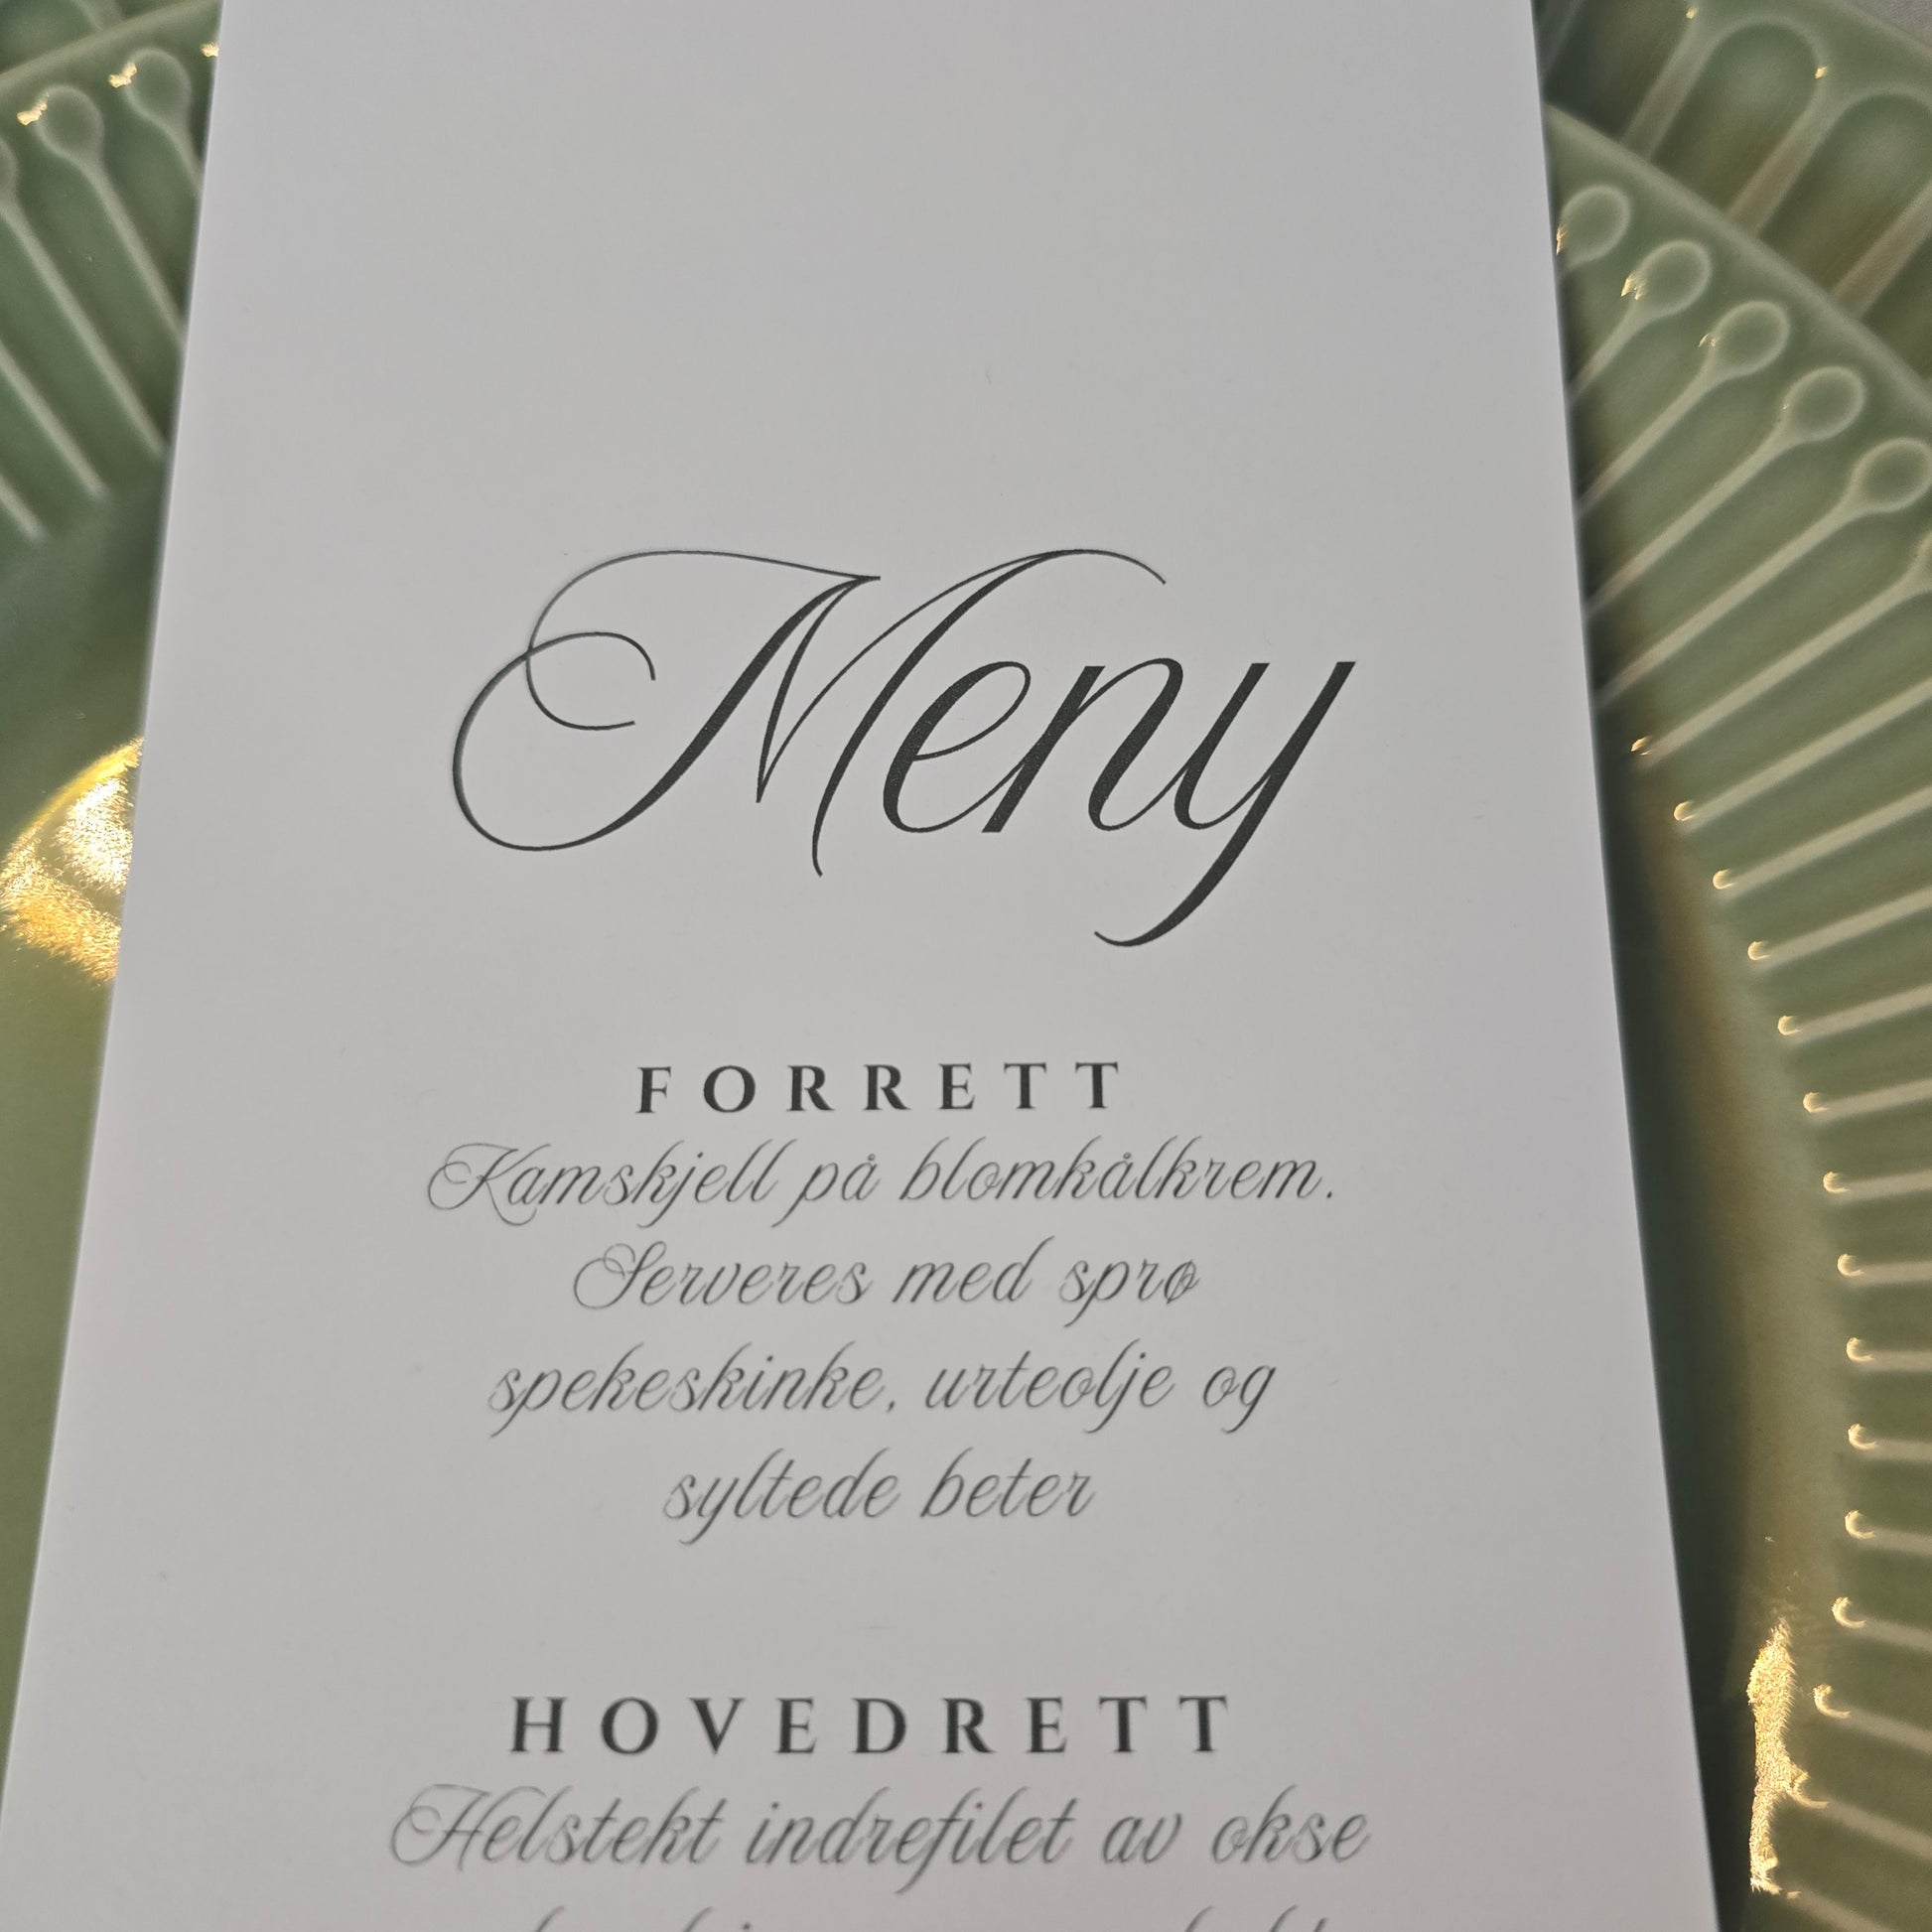 Meny
FORRETT
Kamskjell på blomkålkrem.
Serveres med sprø
spekeskinke, urteolje og
syltede beter
HOVEDRETT
Helstekt indrefilet av okse